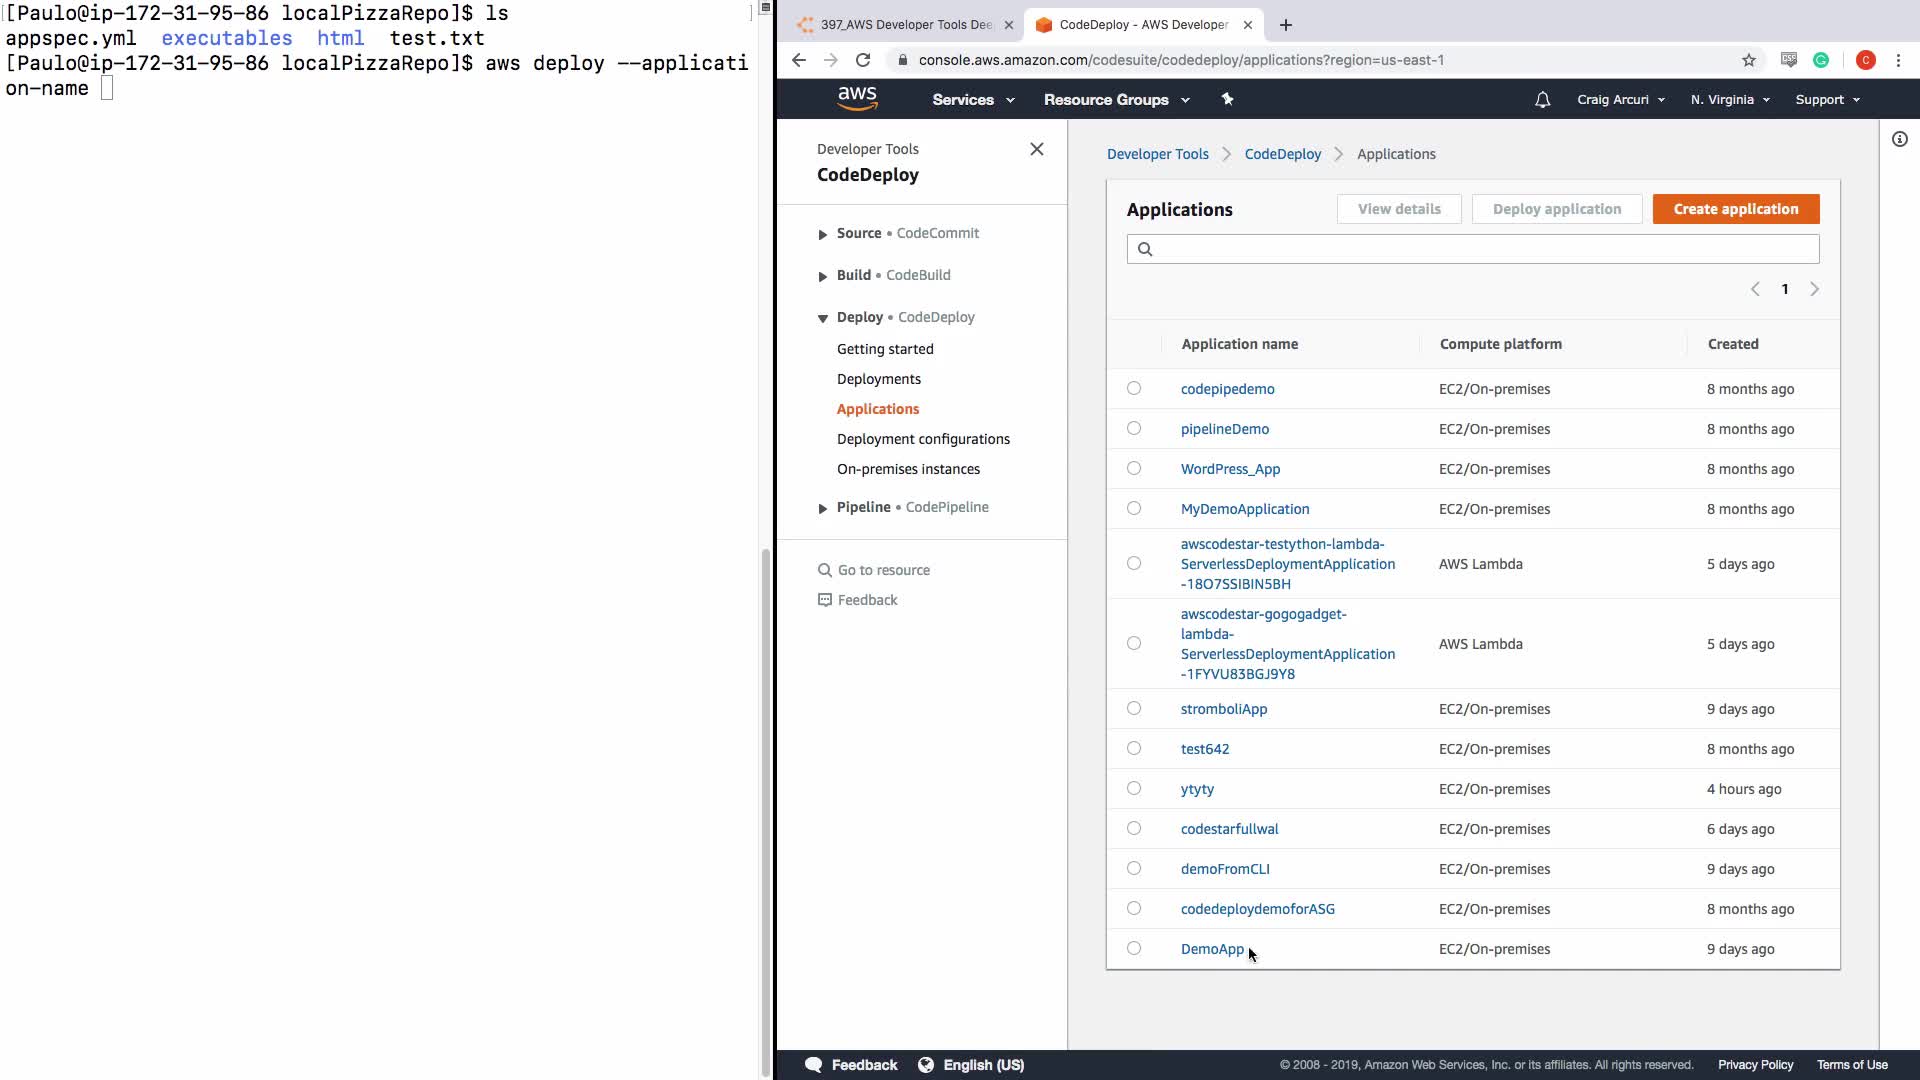 [Paulo@ip-172-31-95-86 localPizzaRepo]$ ls
appspec.yml executables html test.txt
[Paulo@ip-172-31-95-86 localPizzaRepo]$ aws deploy --applicati
on-name
397_AWS Developer Tools Dee
CodeDeploy - AWS Developer
console.aws.amazon.com/codesuite/codedeploy/applications?region=us-east-1
C
aws
Services
Resource Groups
Craig Arcuri
N. Virginia
Support
Developer Tools
CodeDeploy
Source • CodeCommit
Build • CodeBuild
Deploy • CodeDeploy
Getting started
Deployments
Applications
Deployment configurations
On-premises instances
Pipeline • CodePipeline
Go to resource
Feedback
Developer Tools
CodeDeploy
Applications
Applications
View details
Deploy application
Create application
1
Application name Compute platform Created
codepipedemo EC2/On-premises 8 months ago
pipelineDemo EC2/On-premises 8 months ago
WordPress_App EC2/On-premises 8 months ago
MyDemoApplication EC2/On-premises 8 months ago
awscodestar-testython-lambda-
ServerlessDeploymentApplication AWS Lambda 5 days ago
-18O7SSIBIN5BH
awscodestar-gogogadget-
lambda-
ServerlessDeploymentApplication AWS Lambda 5 days ago
-1FYVU83BGJ9Y8
stromboliApp EC2/On-premises 9 days ago
test642 EC2/On-premises 8 months ago
ytyty EC2/On-premises 4 hours ago
codestarfullwal EC2/On-premises 6 days ago
demoFromCLI EC2/On-premises 9 days ago
codedeploydemoforASG EC2/On-premises 8 months ago
DemoApp EC2/On-premises 9 days ago
Feedback
English (US)
© 2008 - 2019, Amazon Web Services, Inc. or its affiliates. All rights reserved.
Privacy Policy
Terms of Use